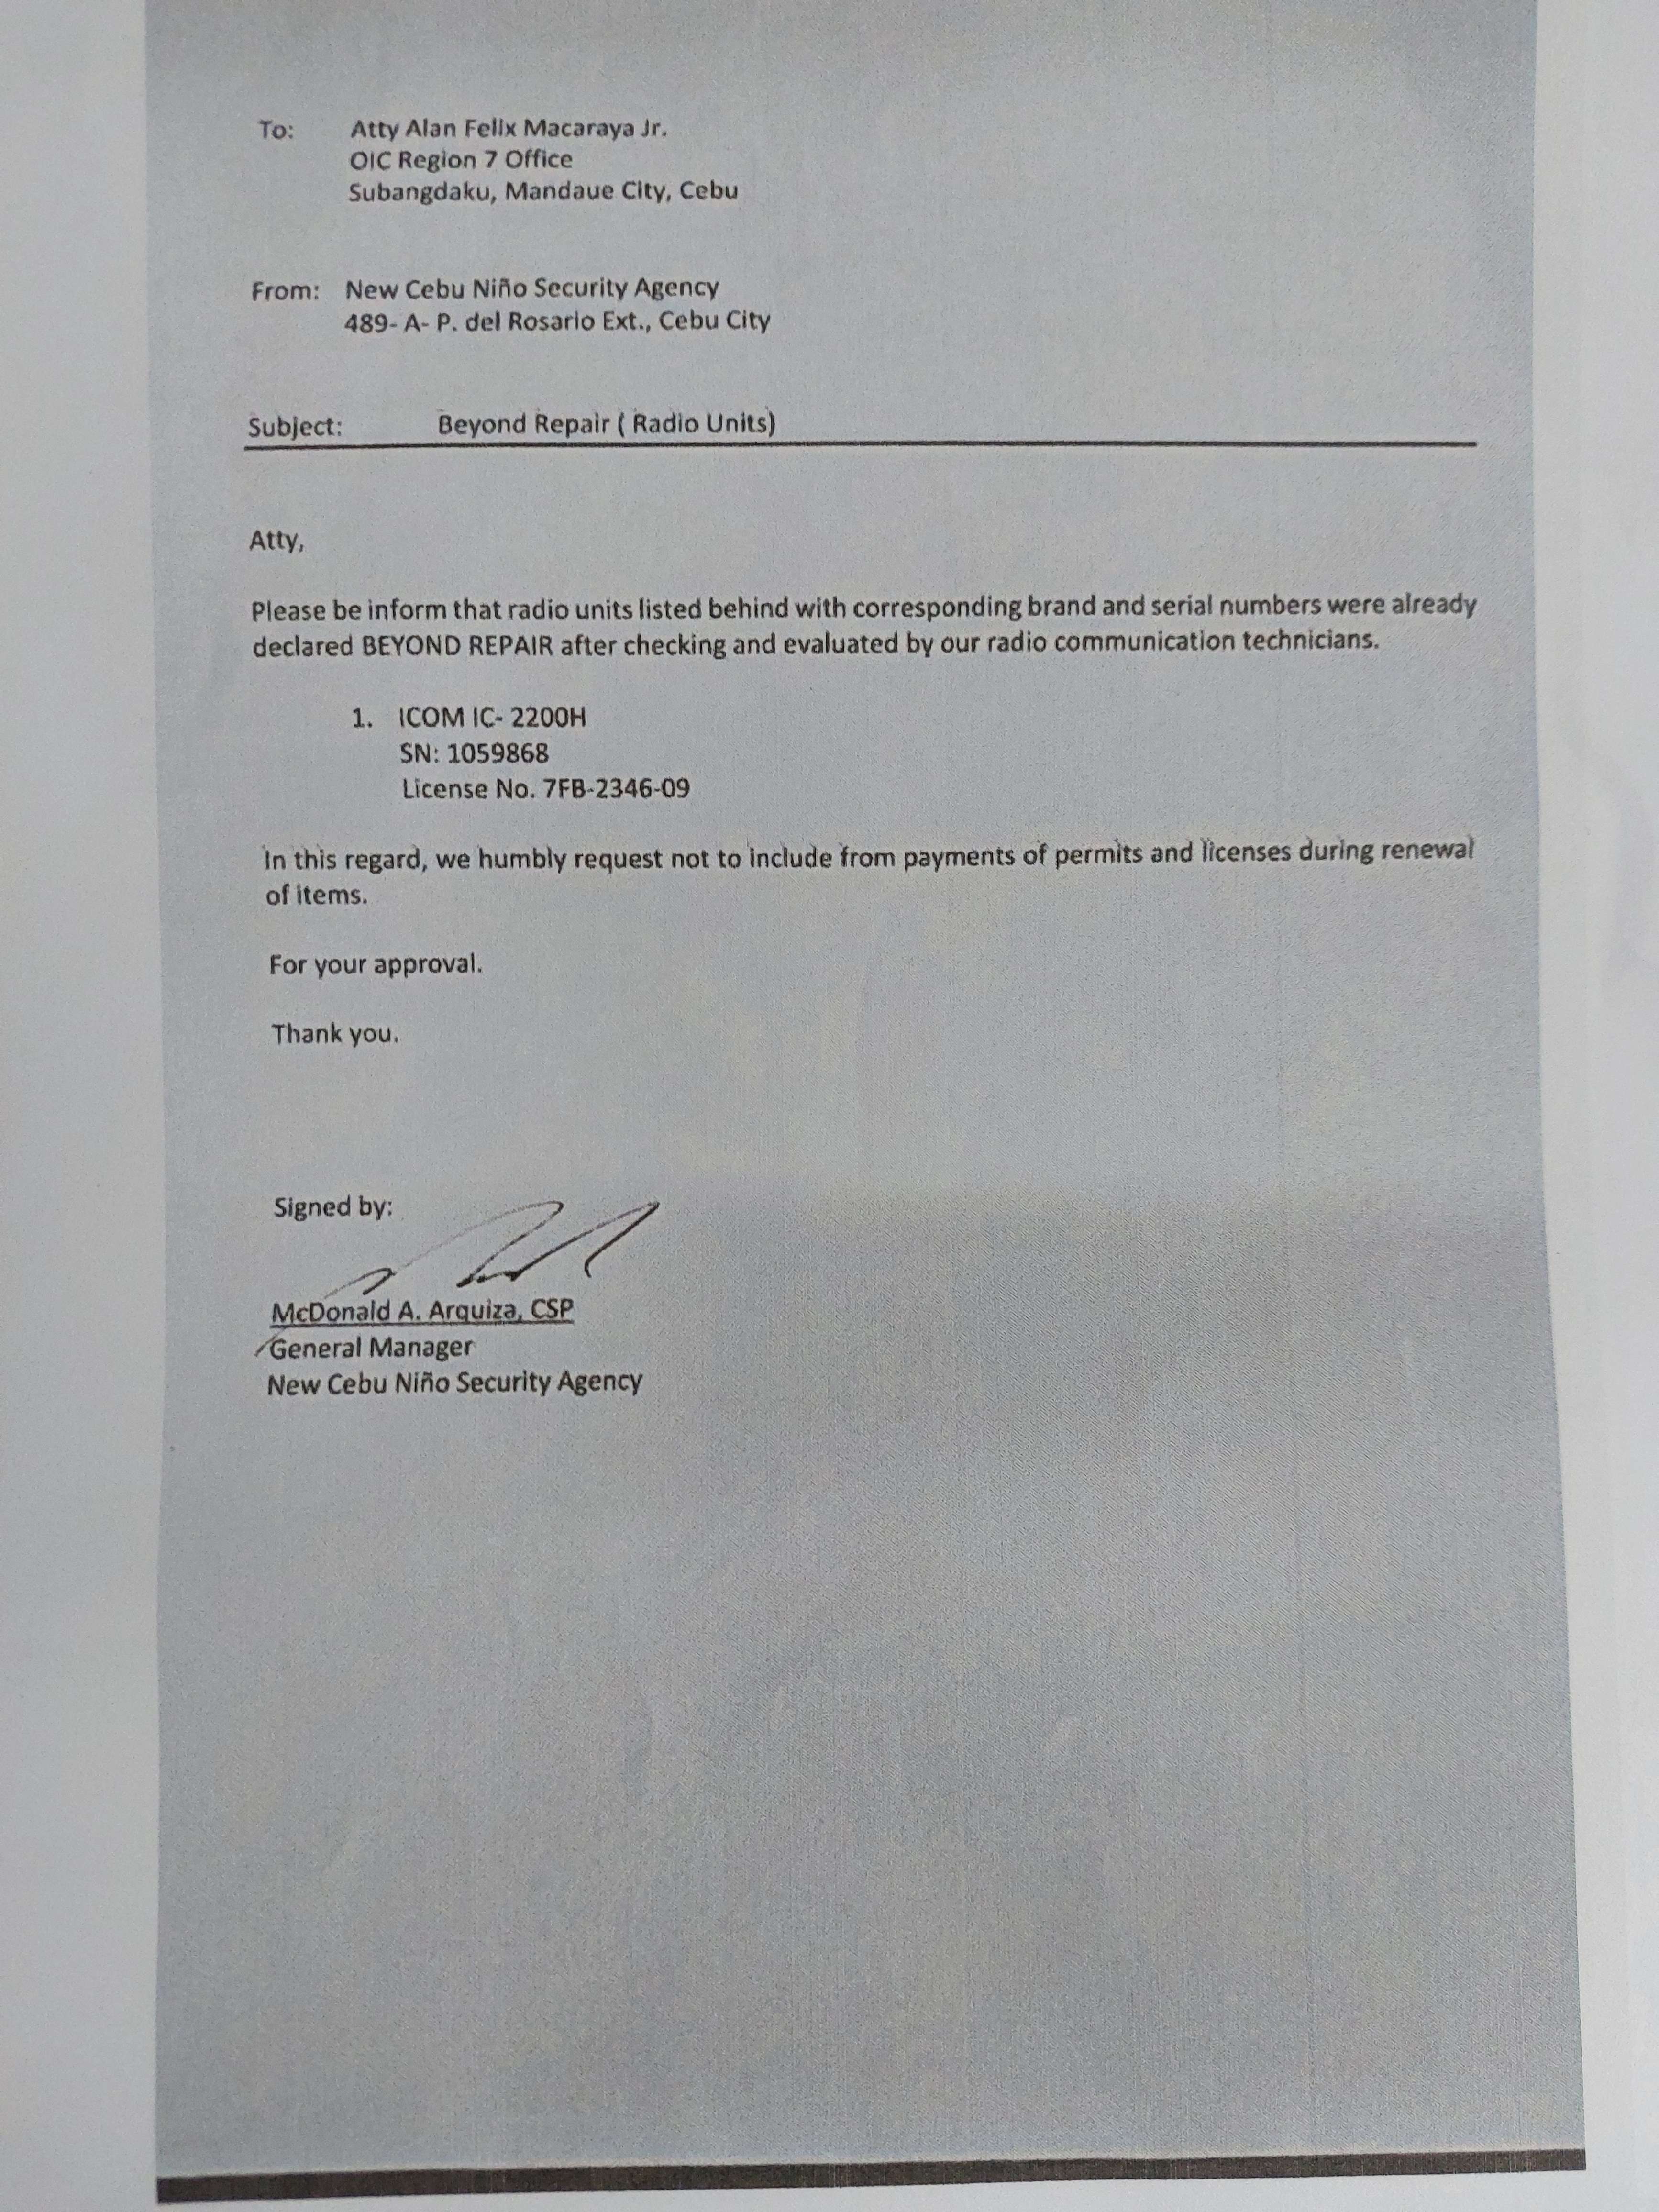 To: Atty Alan Felix Macaraya Jr.
OIC Region 7 Office
Subangdaku, Mandaue City, Cebu
From: New Cebu Niño Security Agency
489- A- P. del Rosario Ext., Cebu City
Subject: Beyond Repair ( Radio Units)
Atty,
Please be inform that radio units listed behind with corresponding brand and serial numbers were already
declared BEYOND REPAIR after checking and evaluated by our radio communication technicians.
1. ICOM IC- 2200H
SN: 1059868
License No. 7FB-2346-09
In this regard, we humbly request not to include from payments of permits and licenses during renewal
of items.
For your approval.
Thank you.
Signed by:
McDonald A. Arquiza, CSP
General Manager
New Cebu Niño Security Agency